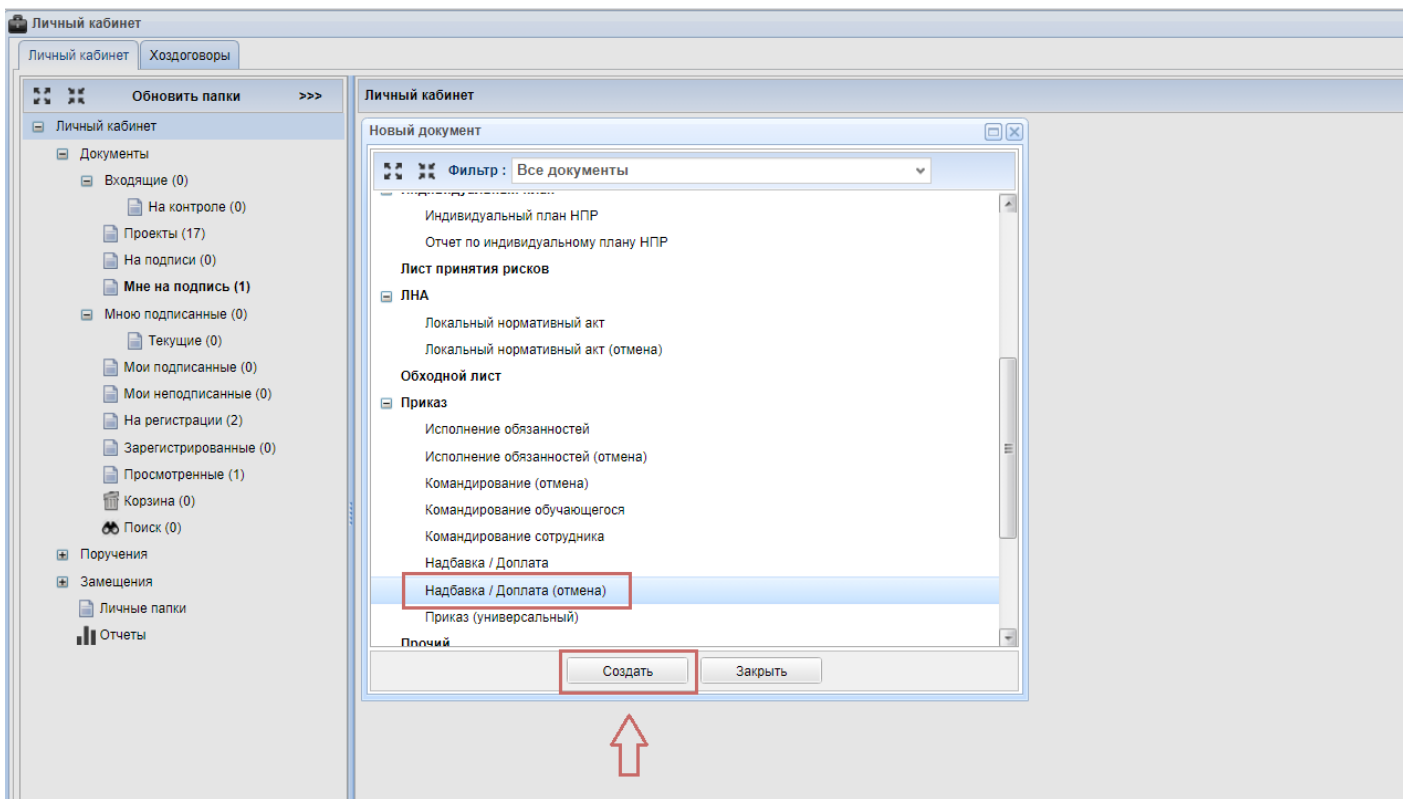 Личный кабинет
Личный кабинет
Хоздоговоры
Обновить папки >>>
Личный кабинет
Документы
Входящие (0)
На контроле (0)
Проекты (17)
На подписи (0)
Мне на подпись (1)
Мною подписанные (0)
Текущие (0)
Мои подписанные (0)
Мои неподписанные (0)
На регистрации (2)
Зарегистрированные (0)
Просмотренные (1)
Корзина (0)
Поиск (0)
Поручения
Замещения
Личные папки
Отчеты
Личный кабинет
Новый документ
Фильтр : Все документы
Индивидуальный план
Индивидуальный план НПР
Отчет по индивидуальному плану НПР
Лист принятия рисков
ЛНА
Локальный нормативный акт
Локальный нормативный акт (отмена)
Обходной лист
Приказ
Исполнение обязанностей
Исполнение обязанностей (отмена)
Командирование (отмена)
Командирование обучающегося
Командирование сотрудника
Надбавка / Доплата
Надбавка / Доплата (отмена)
Приказ (универсальный)
Прочий
Создать
Закрыть